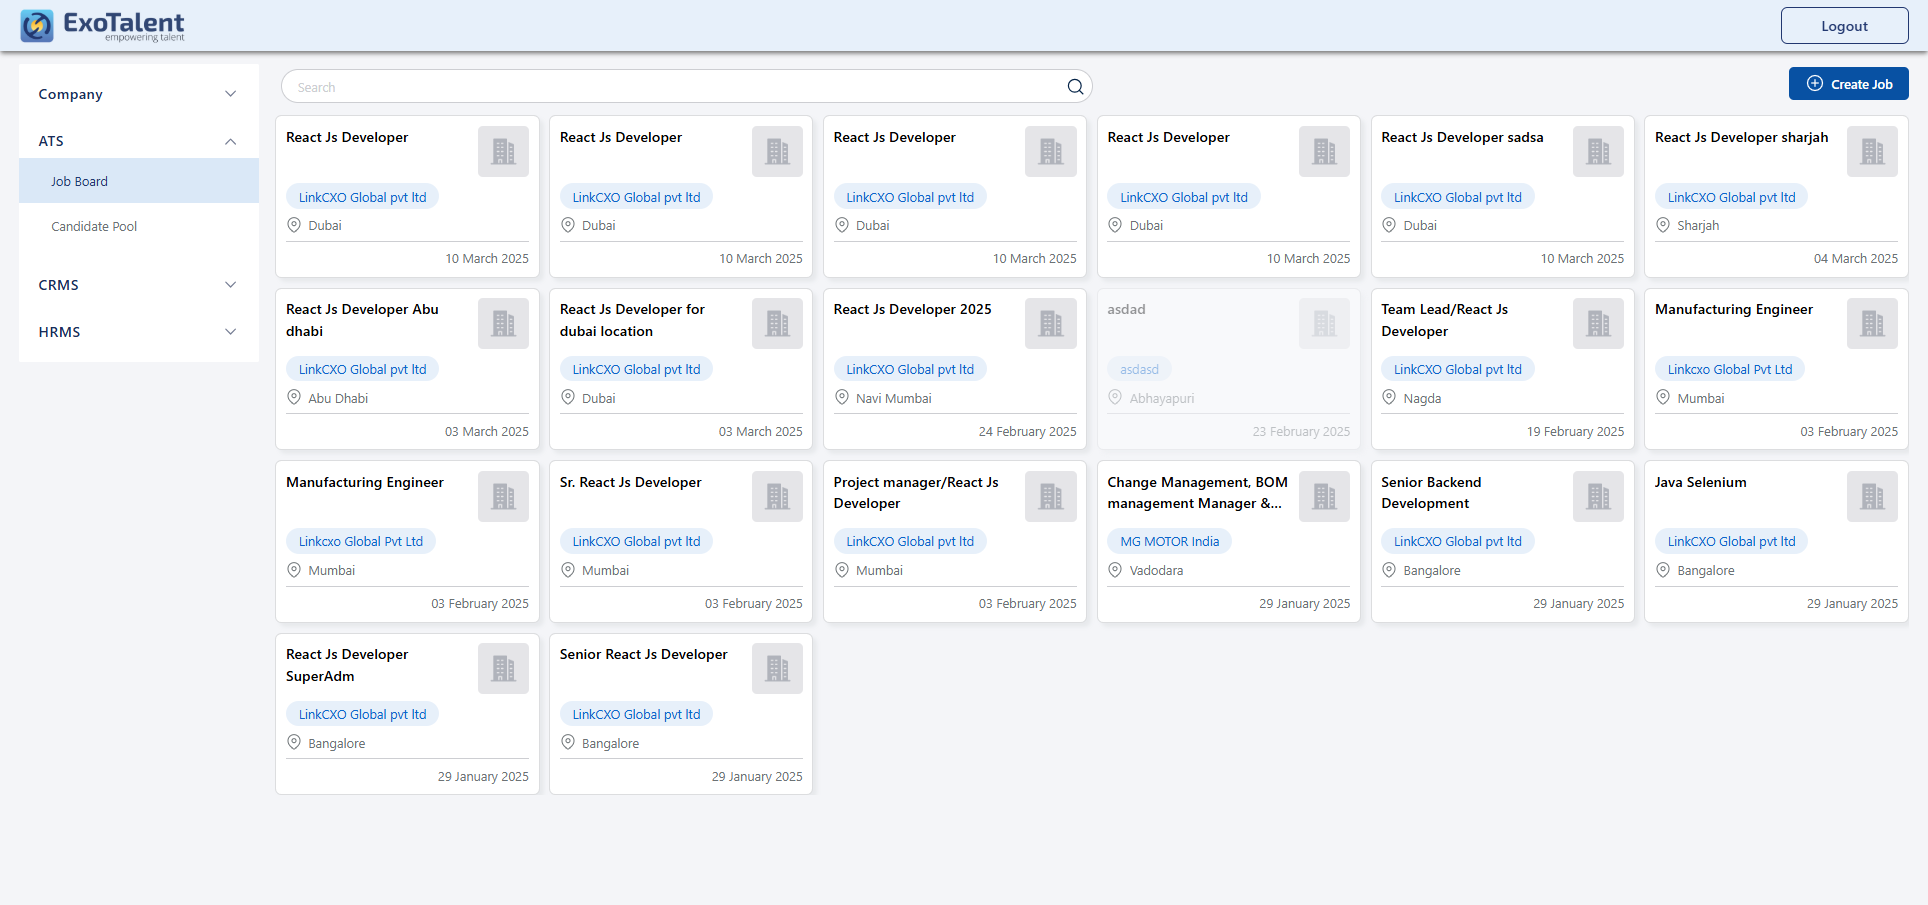 ExoTalent
empowering talent
Logout
Company
ATS
Job Board
Candidate Pool
CRMS
HRMS
Search
Create Job
React Js Developer
LinkCXO Global pvt ltd
Dubai
10 March 2025
React Js Developer
LinkCXO Global pvt ltd
Dubai
10 March 2025
React Js Developer
LinkCXO Global pvt ltd
Dubai
10 March 2025
React Js Developer
LinkCXO Global pvt ltd
Dubai
10 March 2025
React Js Developer sadsa
LinkCXO Global pvt ltd
Dubai
10 March 2025
React Js Developer sharjah
LinkCXO Global pvt ltd
Sharjah
04 March 2025
React Js Developer Abu
dhabi
LinkCXO Global pvt ltd
Abu Dhabi
03 March 2025
React Js Developer for
dubai location
LinkCXO Global pvt ltd
Dubai
03 March 2025
React Js Developer 2025
LinkCXO Global pvt ltd
Navi Mumbai
24 February 2025
asdad
asdasd
Abhayapuri
23 February 2025
Team Lead/React Js
Developer
LinkCXO Global pvt ltd
Nagda
19 February 2025
Manufacturing Engineer
Linkcxo Global Pvt Ltd
Mumbai
03 February 2025
Manufacturing Engineer
Linkcxo Global Pvt Ltd
Mumbai
03 February 2025
Sr. React Js Developer
LinkCXO Global pvt ltd
Mumbai
03 February 2025
Project manager/React Js
Developer
LinkCXO Global pvt ltd
Mumbai
03 February 2025
Change Management, BOM
management Manager &...
MG MOTOR India
Vadodara
29 January 2025
Senior Backend
Development
LinkCXO Global pvt ltd
Bangalore
29 January 2025
Java Selenium
LinkCXO Global pvt ltd
Bangalore
29 January 2025
React Js Developer
SuperAdm
LinkCXO Global pvt ltd
Bangalore
29 January 2025
Senior React Js Developer
LinkCXO Global pvt ltd
Bangalore
29 January 2025